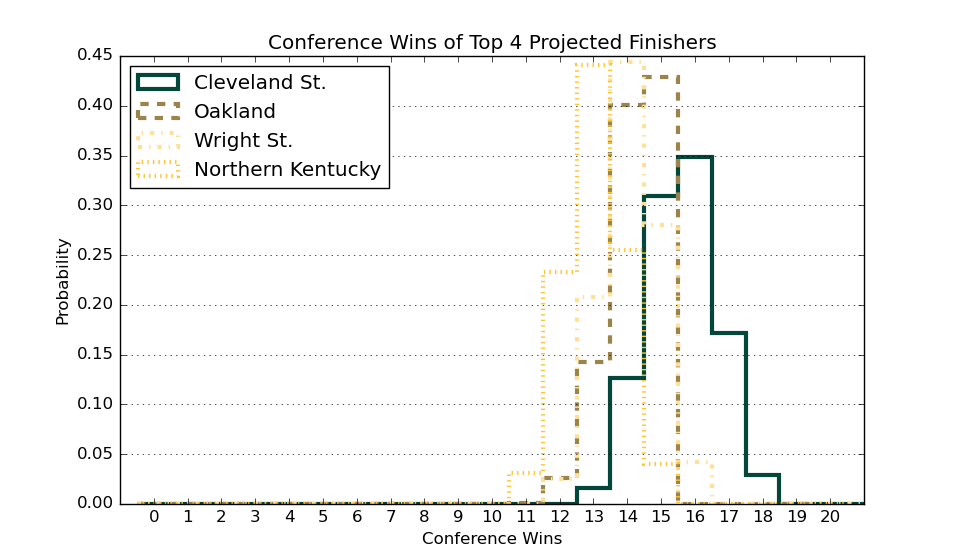 Conference Wins of Top 4 Projected Finishers
Cleveland St.
Oakland
Wright St.
Northern Kentucky
Probability
0.45
0.40
0.35
0.30
0.25
0.20
0.15
0.10
0.05
0.00
0 1 2 3 4 5 6 7 8 9 10 11 12 13 14 15 16 17 18 19 20
Conference Wins